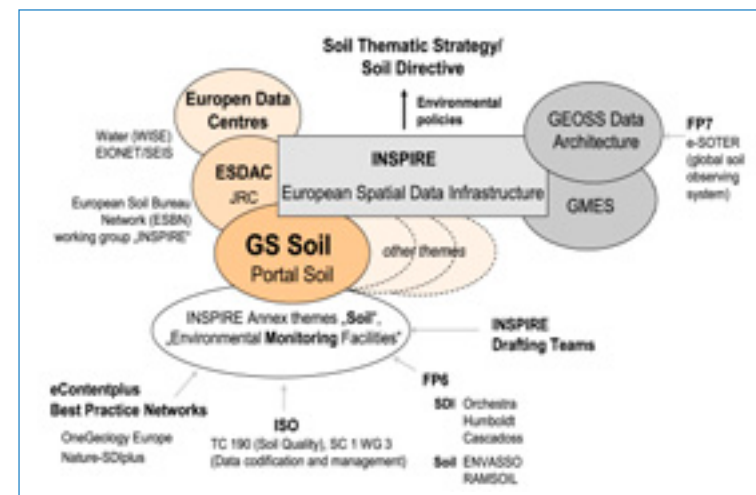 Soil Thematic Strategy/
Soil Directive
Environmental
policies
Europen Data
Centres
Water (WISE)
EIONET/SEIS
ESDAC
JRC
European Soil Bureau
Network (ESBN)
working group „INSPIRE"
INSPIRE
European Spatial Data Infrastructure
GEOSS Data
Architecture
GMES
FP7
e-SOTER
(global soil
observing
system)
GS Soil
Portal Soil
other themes
INSPIRE Annex themes „Soil",
„Environmental Monitoring Facilities"
INSPIRE
Drafting Teams
eContentplus
Best Practice Networks
OneGeology Europe
Nature-SDIplus
ISO
TC 190 (Soil Quality), SC 1 WG 3
(Data codification and management)
FP6
SDI Orchestra
Humboldt
Cascadoss
Soil ENVASSO
RAMSOIL